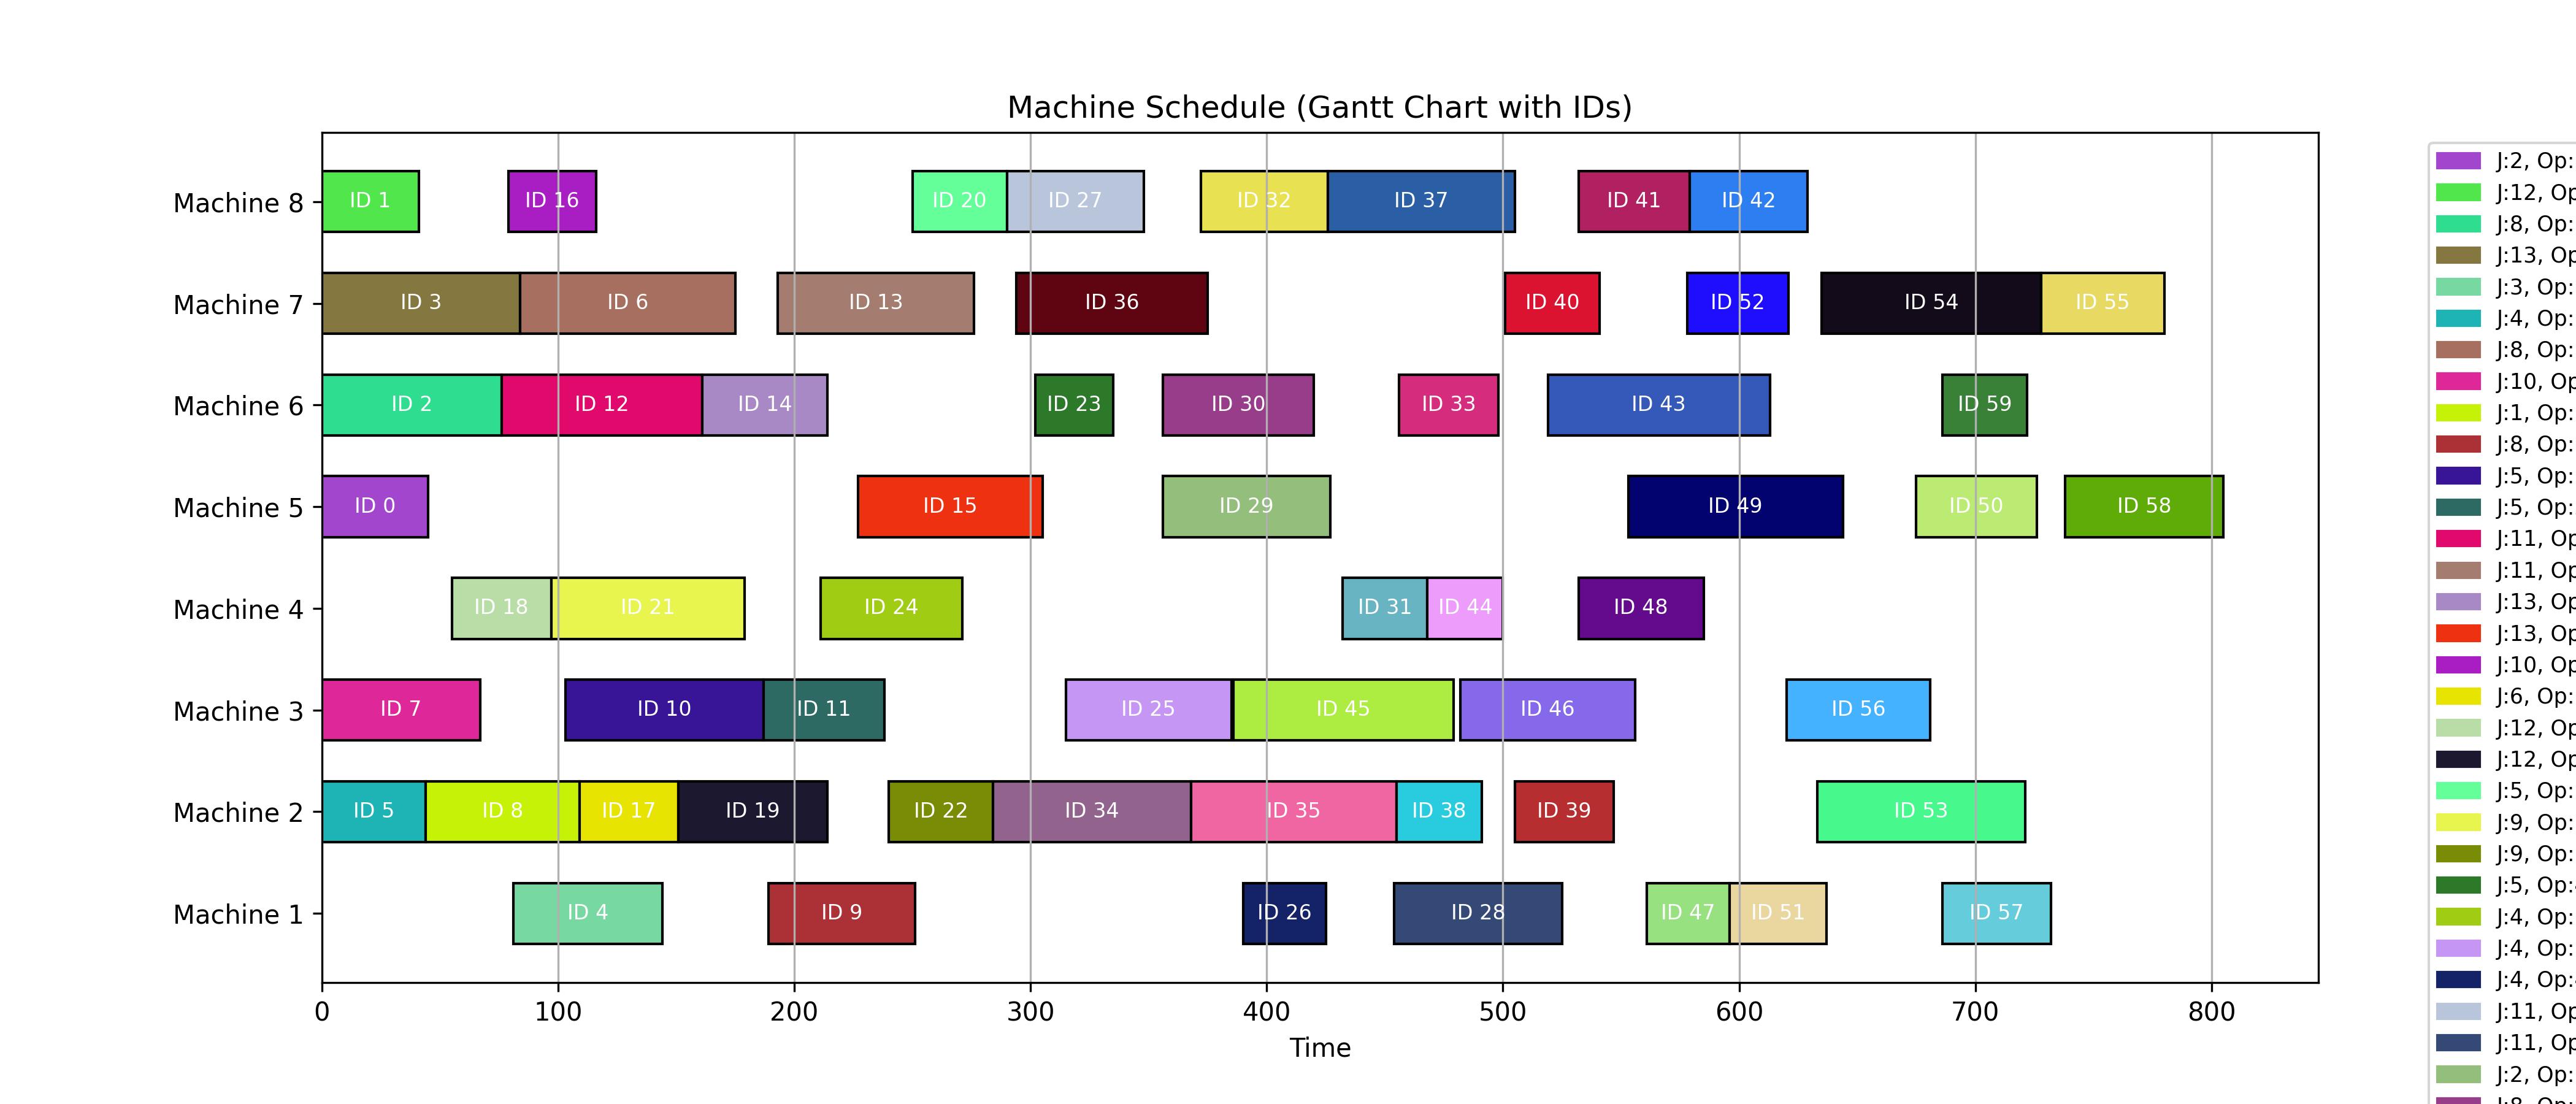 Machine Schedule (Gantt Chart with IDs)
Machine 8
ID 1
ID 16
ID 20
ID 27
ID 32
ID 37
ID 41
ID 42
Machine 7
ID 3
ID 6
ID 13
ID 36
ID 40
ID 52
ID 54
ID 55
Machine 6
ID 2
ID 12
ID 14
ID 23
ID 30
ID 33
ID 43
ID 59
Machine 5
ID 0
ID 15
ID 29
ID 49
ID 50
ID 58
Machine 4
ID 18
ID 21
ID 24
ID 31
ID 44
ID 48
Machine 3
ID 7
ID 10
ID 11
ID 25
ID 45
ID 46
ID 56
Machine 2
ID 5
ID 8
ID 17
ID 19
ID 22
ID 34
ID 35
ID 38
ID 39
ID 53
Machine 1
ID 4
ID 9
ID 26
ID 28
ID 47
ID 51
ID 57
0 100 200 300 400 500 600 700 800
Time
J:2, Op:
J:12, Op
J:8, Op:
J:13, Op
J:3, Op:
J:4, Op:
J:8, Op:
J:10, Op
J:1, Op:
J:8, Op:
J:5, Op:
J:5, Op:
J:11, Op
J:11, Op
J:13, Op
J:13, Op
J:10, Op
J:6, Op:
J:12, Op
J:12, Op
J:5, Op:
J:9, Op:
J:9, Op:
J:5, Op:
J:4, Op:
J:4, Op:
J:4, Op:
J:11, Op
J:11, Op
J:2, Op: